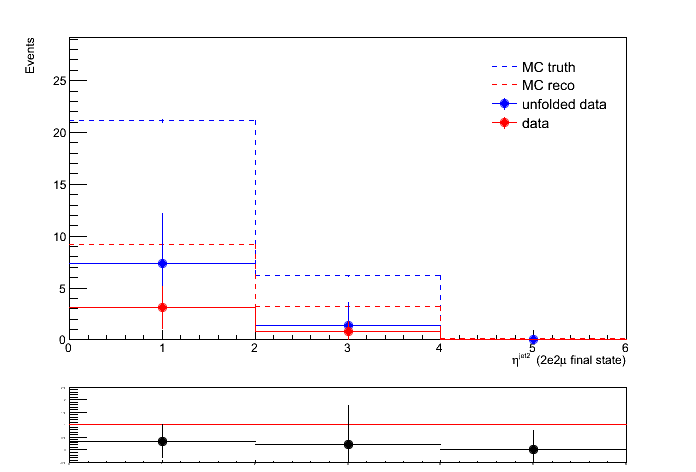 Events
MC truth
MC reco
unfolded data
data
25
20
15
10
5
0
0 1 2 3 4 5 6
η^jet2 (2e2μ final state)